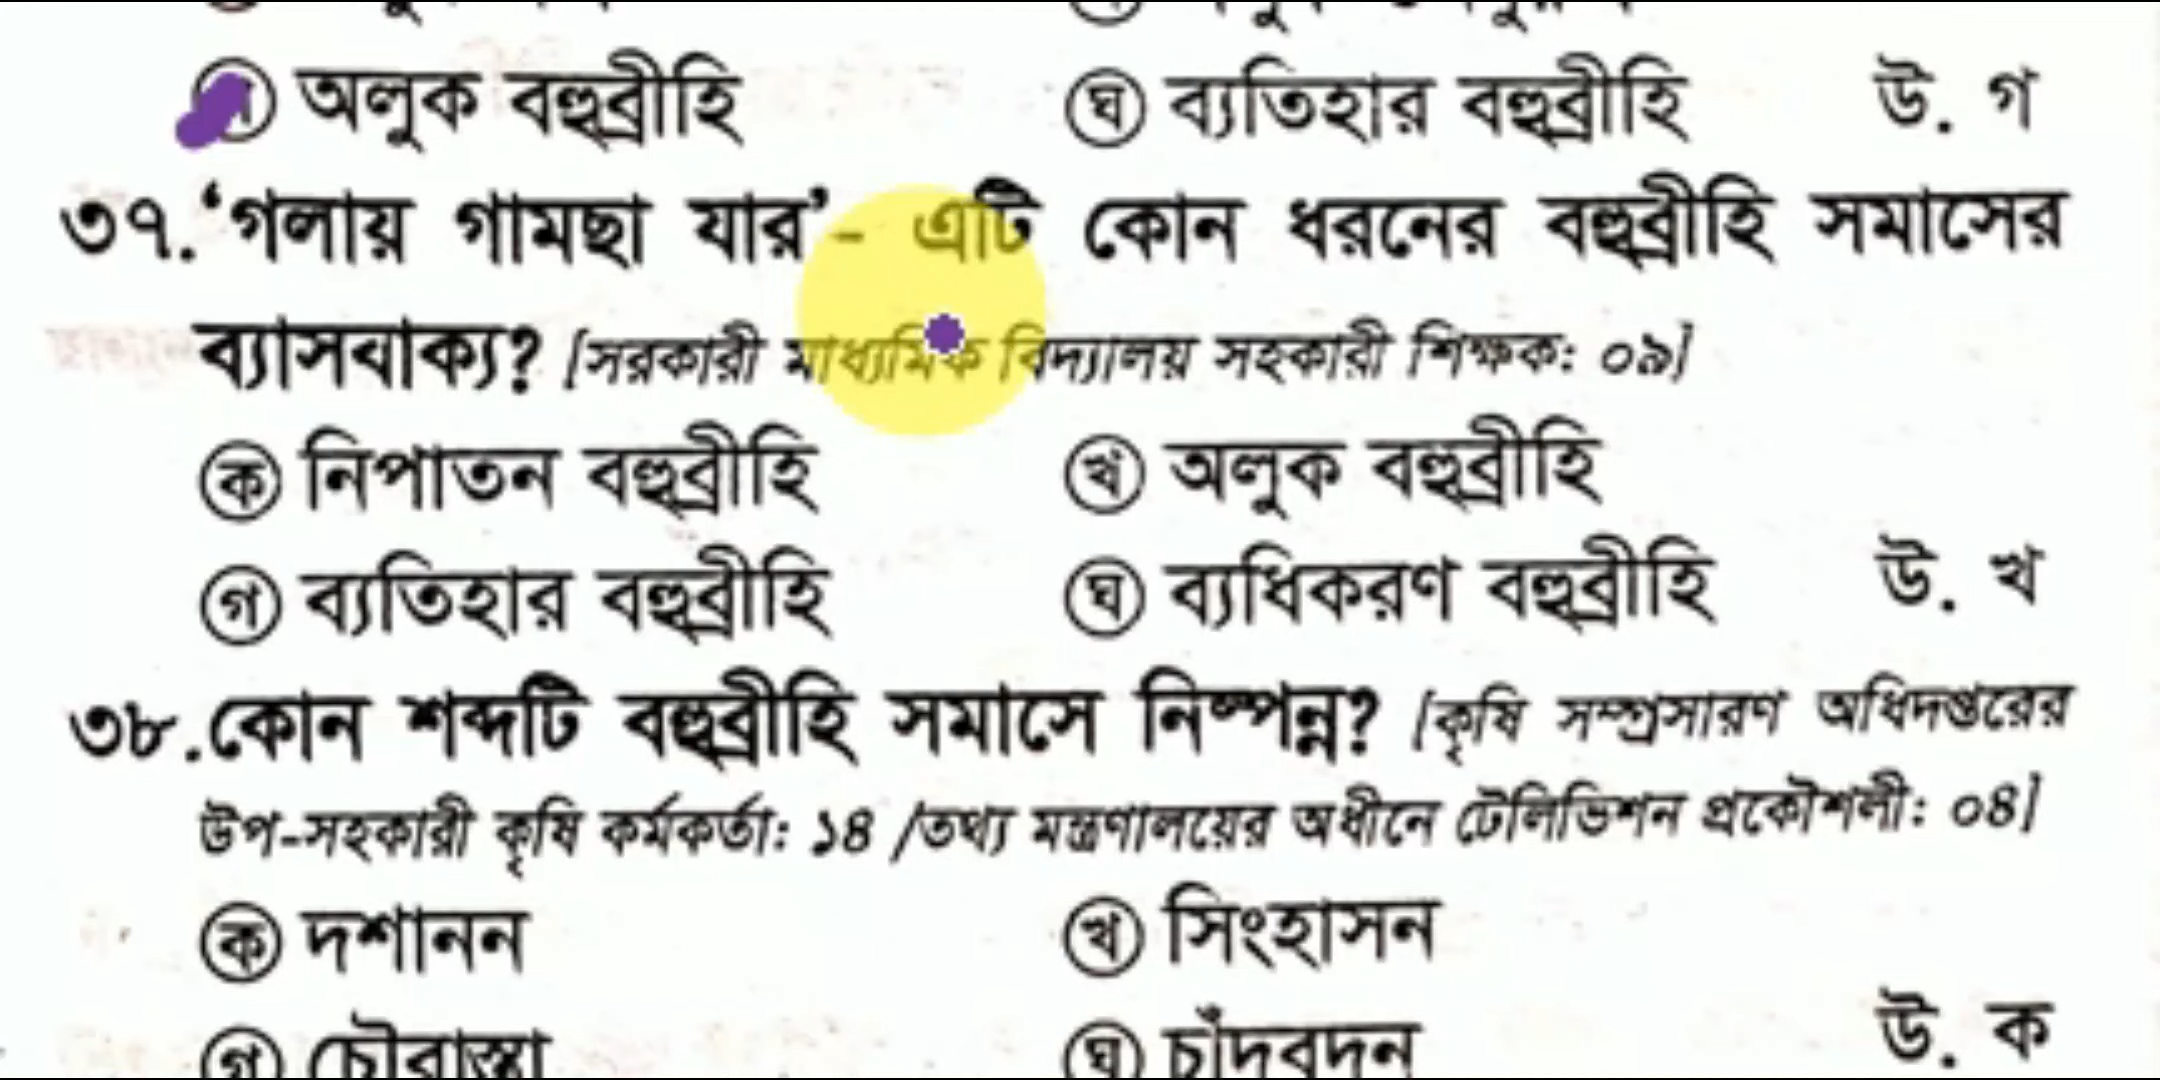 অলুক বহুব্রীহি ঘ ব্যতিহার বহুব্রীহি উ. গ
৩৭. ‘গলায় গামছা যার’- এটি কোন ধরনের বহুব্রীহি সমাসের
ব্যাসবাক্য? [সরকারী মাধ্যমিক বিদ্যালয় সহকারী শিক্ষক: ০৯]
ক নিপাতন বহুব্রীহি খ অলুক বহুব্রীহি
গ ব্যতিহার বহুব্রীহি ঘ ব্যধিকরণ বহুব্রীহি উ. খ
৩৮. কোন শব্দটি বহুব্রীহি সমাসে নিষ্পন্ন? [কৃষি সম্প্রসারণ অধিদপ্তরের
উপ-সহকারী কৃষি কর্মকর্তা: ১৪ /তথ্য মন্ত্রণালয়ের অধীনে টেলিভিশন প্রকৌশলী: ০৪]
ক দশানন খ সিংহাসন
গ চৌরাস্তা ঘ চাঁদবদন উ. ক